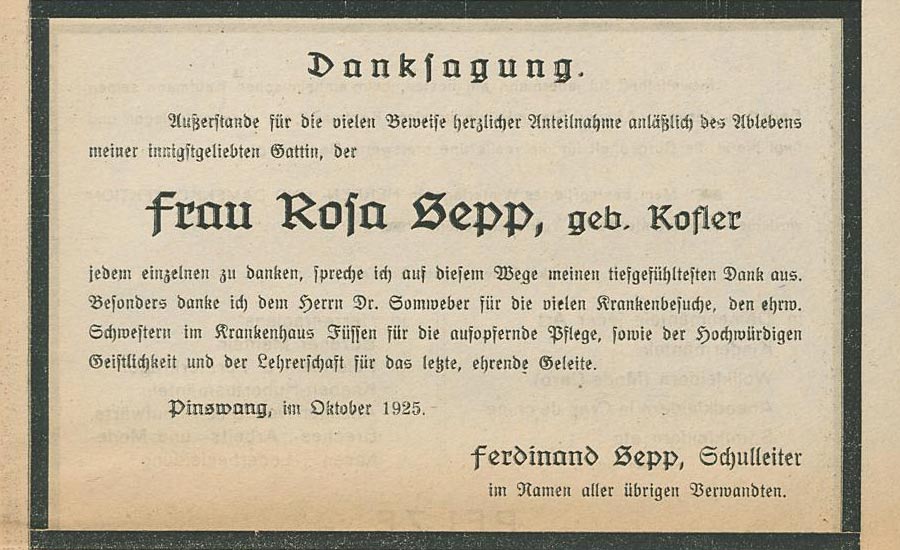 Danksagung.
Außerstande für die vielen Beweise herzlicher Anteilnahme anläßlich des Ablebens
meiner innigstgeliebten Gattin, der
Frau Rosa Sepp, geb. Kofler
jedem einzelnen zu danken, spreche ich auf diesem Wege meinen tiefgefühltesten Dank aus.
Besonders danke ich dem Herrn Dr. Somweber für die vielen Krankenbesuche, den ehrw.
Schwestern im Krankenhaus Füssen für die aufopfernde Pflege, sowie der Hochwürdigen
Geistlichkeit und der Lehrerschaft für das letzte, ehrende Geleite.
Pinswang, im Oktober 1925.
Ferdinand Sepp, Schulleiter
im Namen aller übrigen Verwandten.